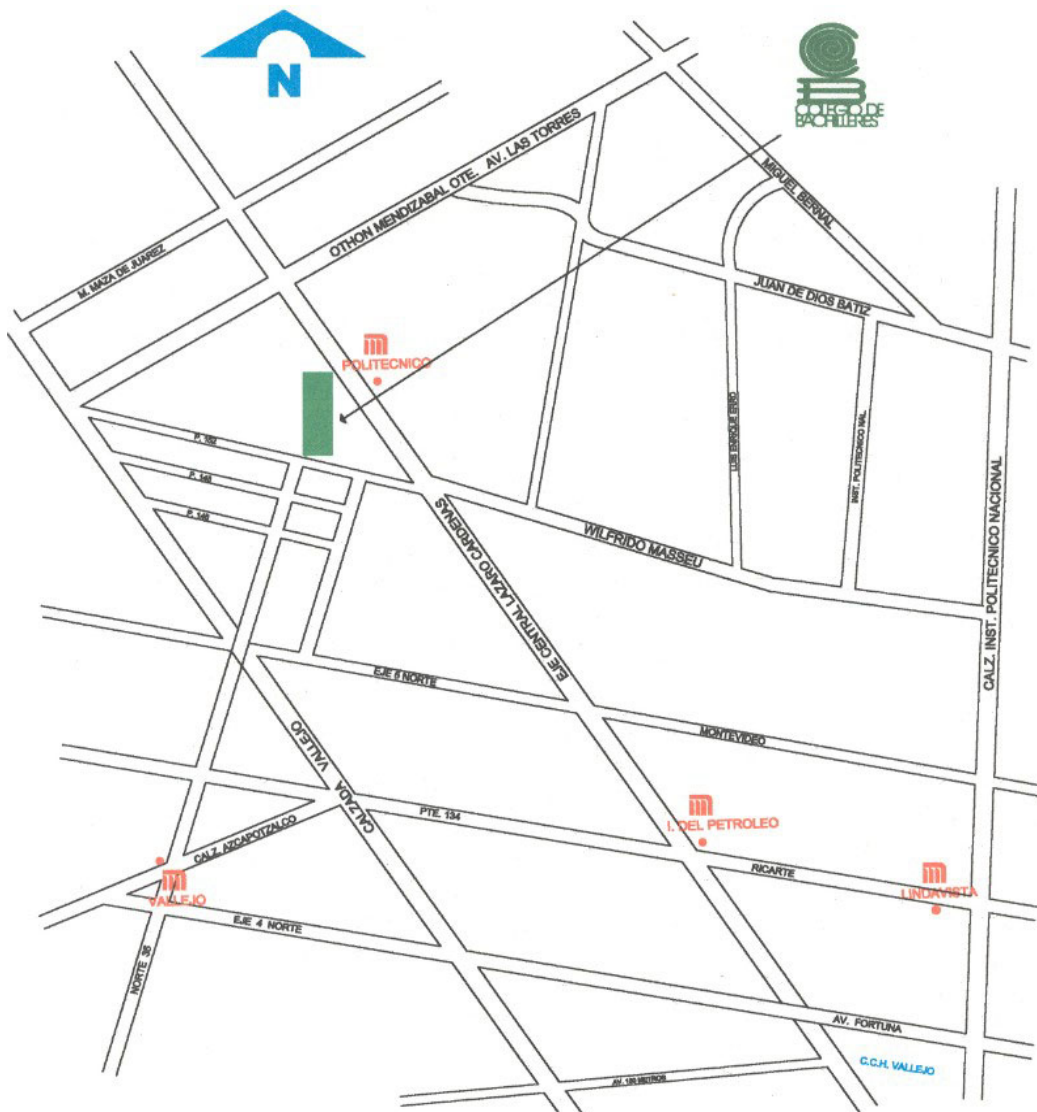 N
COLEGIO DE
BACHILLERES
OTHON MENDIZABAL OTE. AV. LAS TORRES
MIGUEL BERNAL
M. MAZA DE JUAREZ
JUAN DE DIOS BATIZ
POLITECNICO
LUIS ENRIQUE ERRO
INST. POLITECNICO NAL.
P. 152
P. 148
P. 146
WILFRIDO MASSEU
EJE CENTRAL LAZARO CARDENAS
CALZ. INST. POLITECNICO NACIONAL
EJE 5 NORTE
MONTEVIDEO
CALZADA VALLEJO
PTE. 134
I. DEL PETROLEO
CALZ. AZCAPOTZALCO
RICARTE
LINDAVISTA
VALLEJO
EJE 4 NORTE
NORTE 35
AV. FORTUNA
C.C.H. VALLEJO
AV. 100 METROS